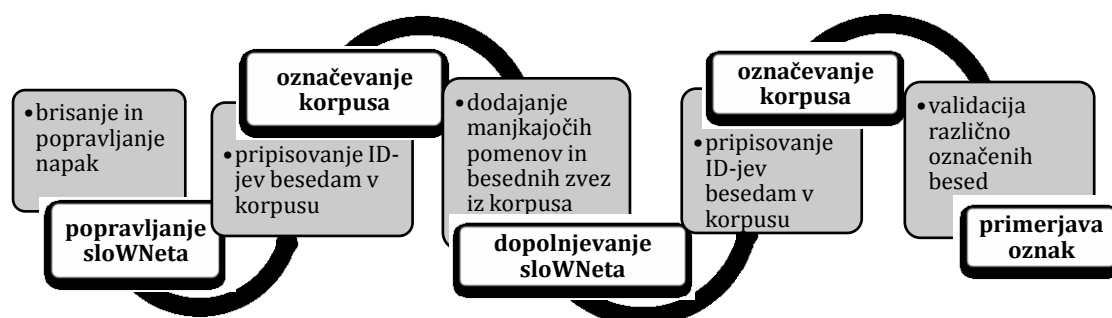 • brisanje in
popravljanje
napak
popravljanje
sloWNeta
označevanje
korpusa
• pripisovanje ID-
jev besedam v
korpusu
• dodajanje
manjkajočih
pomenov in
besednih zvez
iz korpusa
dopolnjevanje
sloWNeta
označevanje
korpusa
• pripisovanje
ID-jev
besedam v
korpusu
• validacija
različno
označenih
besed
primerjava
oznak